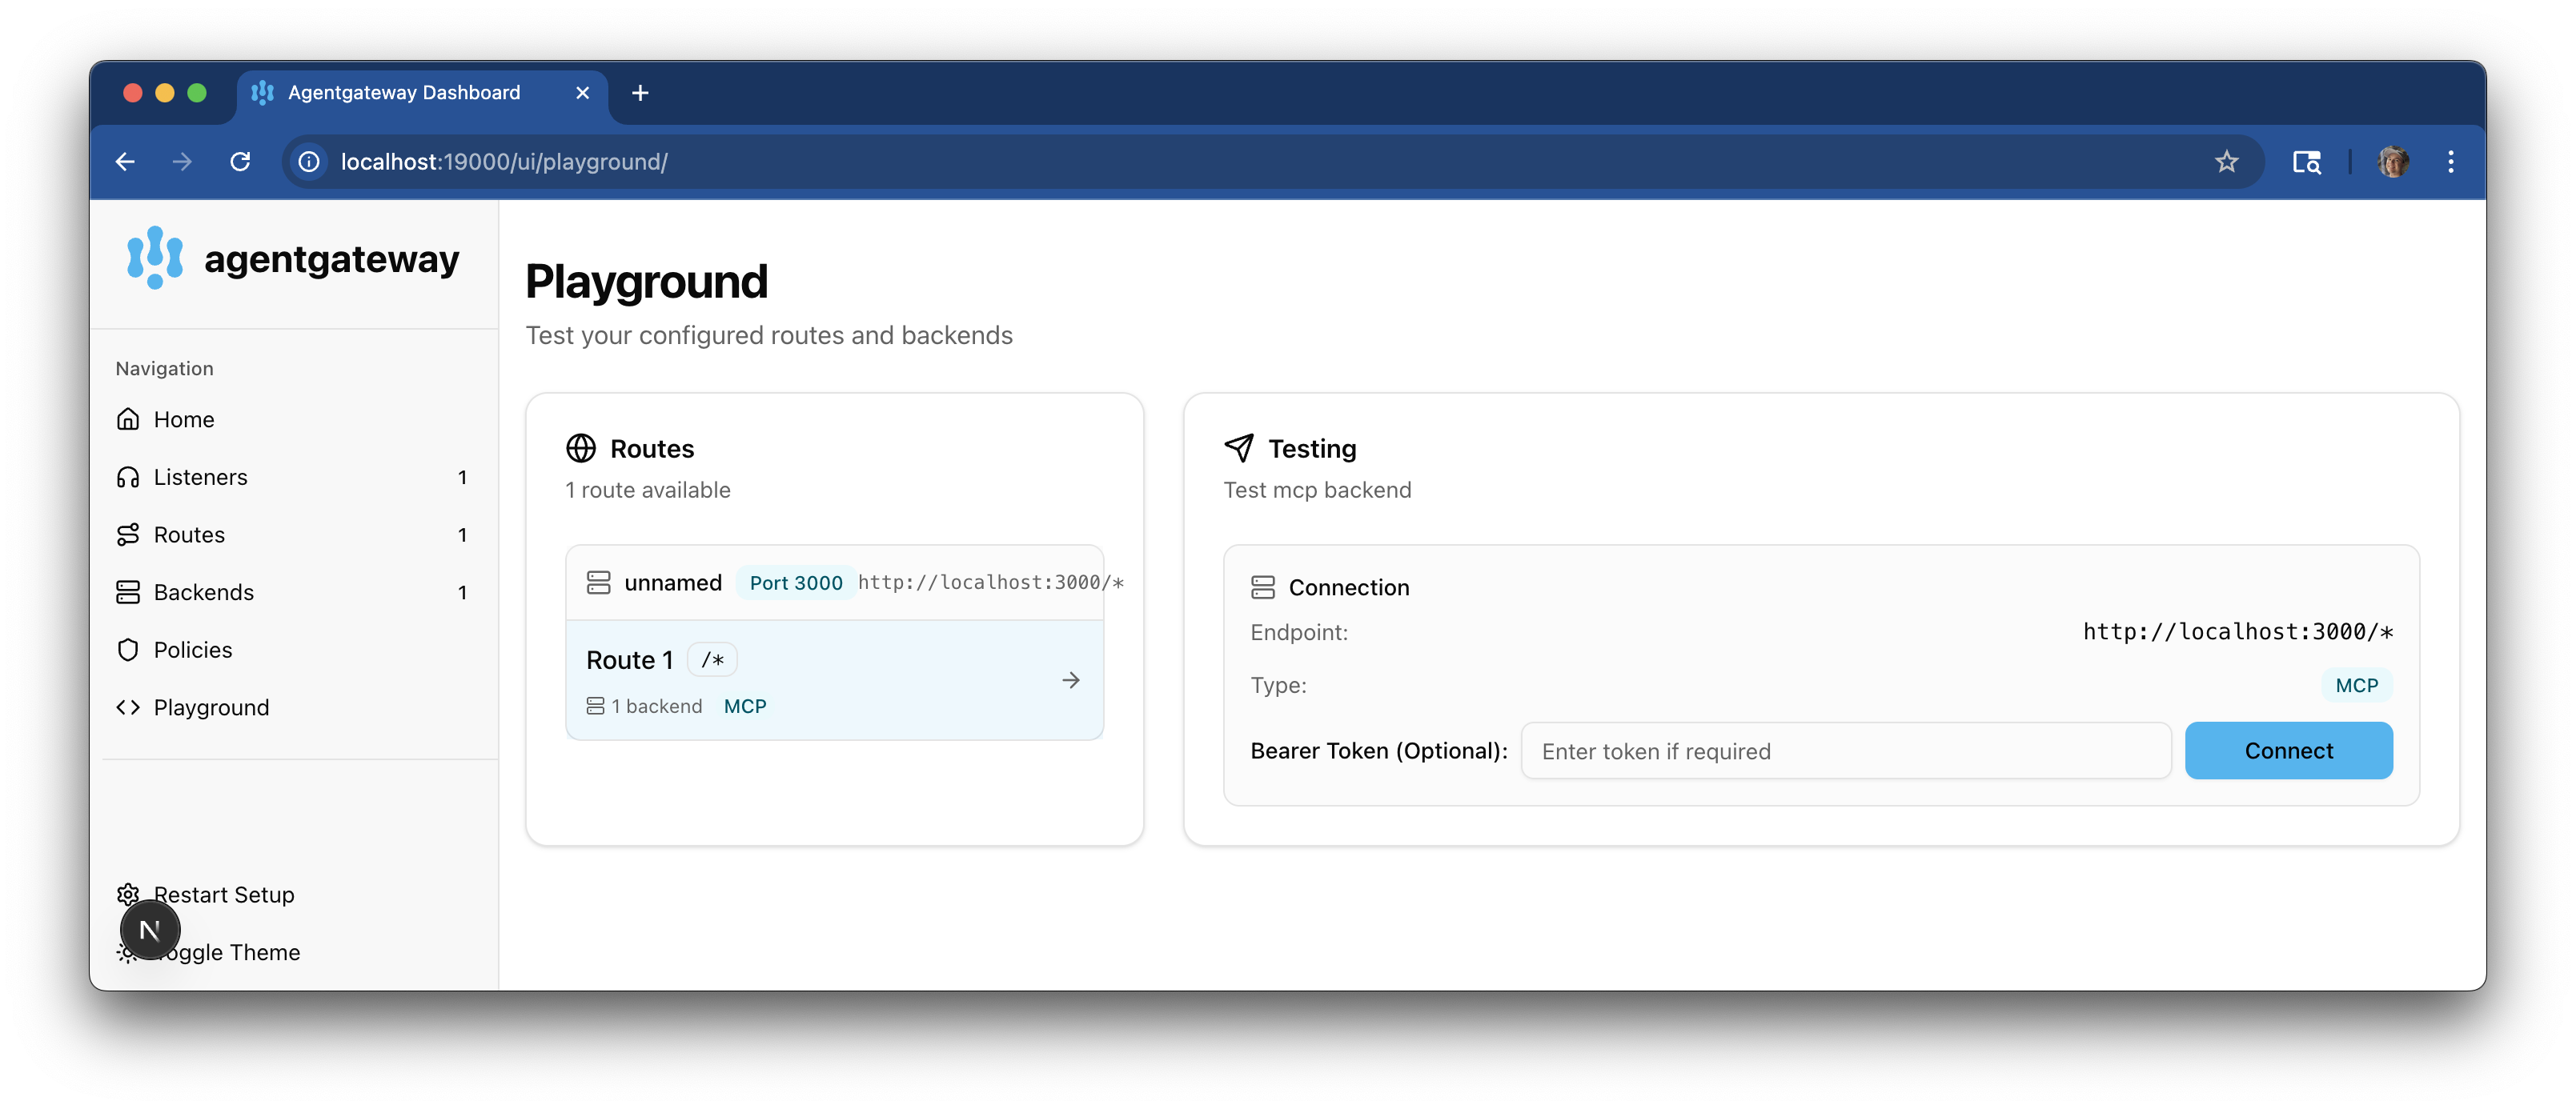 Agentgateway Dashboard
localhost:19000/ui/playground/
agentgateway
Navigation
Home
Listeners 1
Routes 1
Backends 1
Policies
Playground
Restart Setup
N
oggle Theme
Playground
Test your configured routes and backends
Routes
1 route available
unnamed Port 3000 http://localhost:3000/*
Route 1 /*
1 backend MCP
Testing
Test mcp backend
Connection
Endpoint: http://localhost:3000/*
Type: MCP
Bearer Token (Optional): Enter token if required Connect